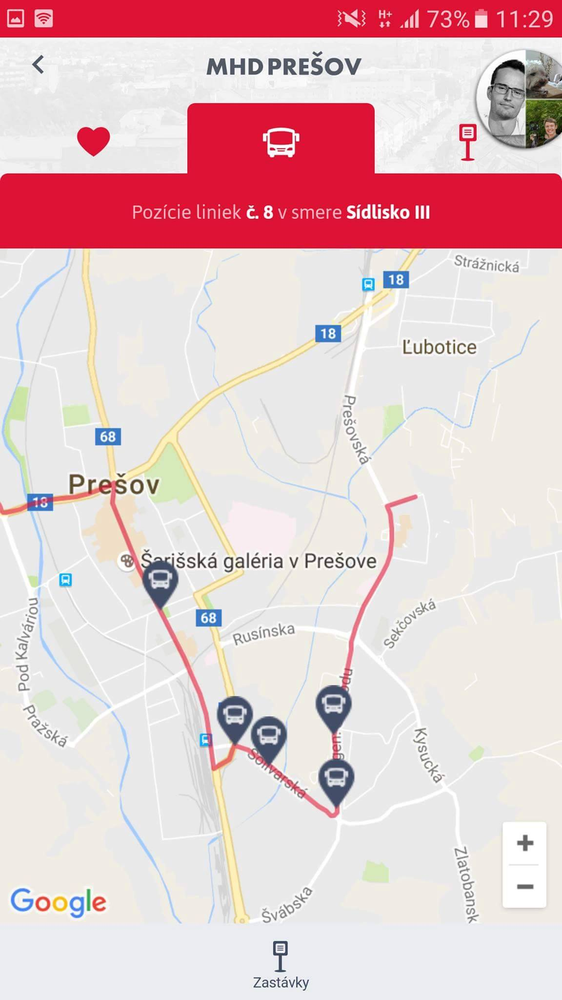 H+ 73% 11:29
MHD PREŠOV
Pozície liniek č. 8 v smere Sídlisko III
Strážnická
18
18
Ľubotice
Prešovská
68
Prešov
18
Šarišská galéria v Prešove
68
Rusínska
Sekčovská
Pod Kalváriou
Pražská
Solivarská
gen.
Kysucká
Zlatobansk
Švábska
+
−
Google
Zastávky